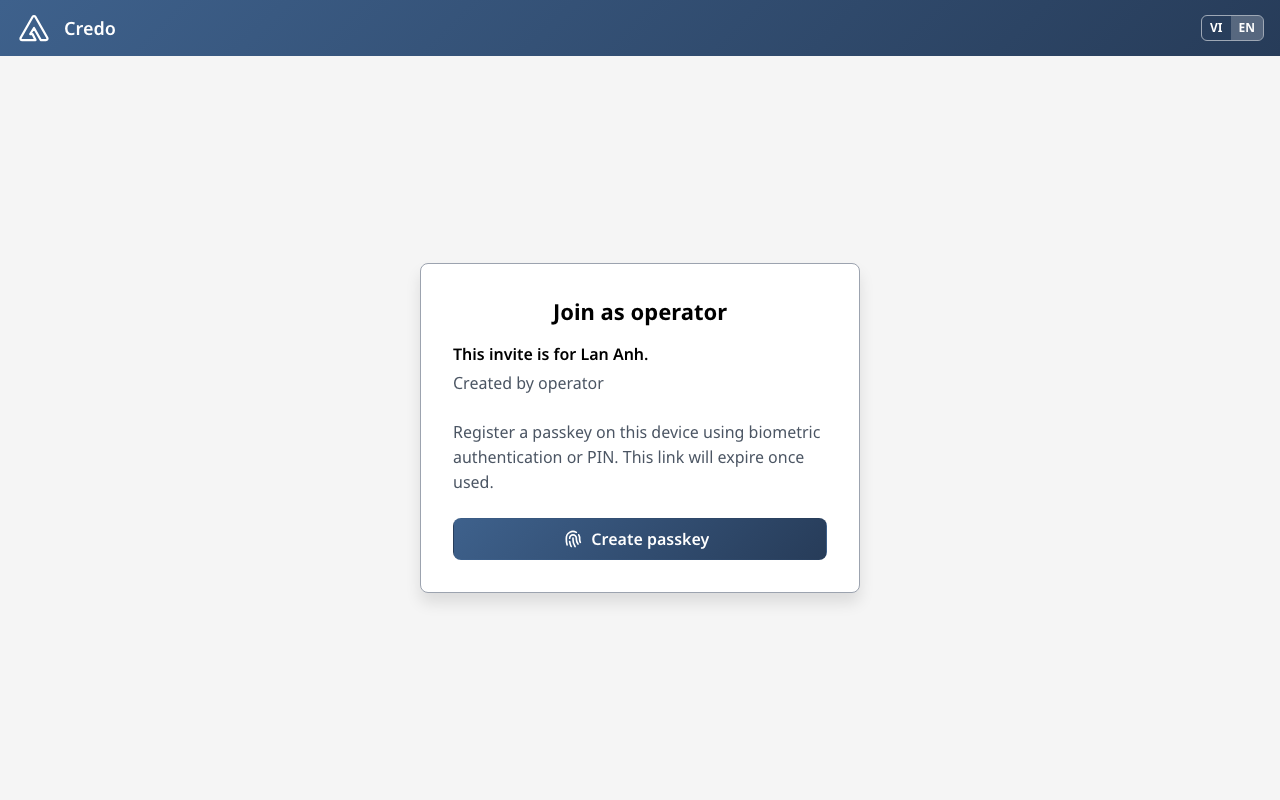 Credo
VI EN
Join as operator
This invite is for Lan Anh.
Created by operator
Register a passkey on this device using biometric
authentication or PIN. This link will expire once
used.
Create passkey